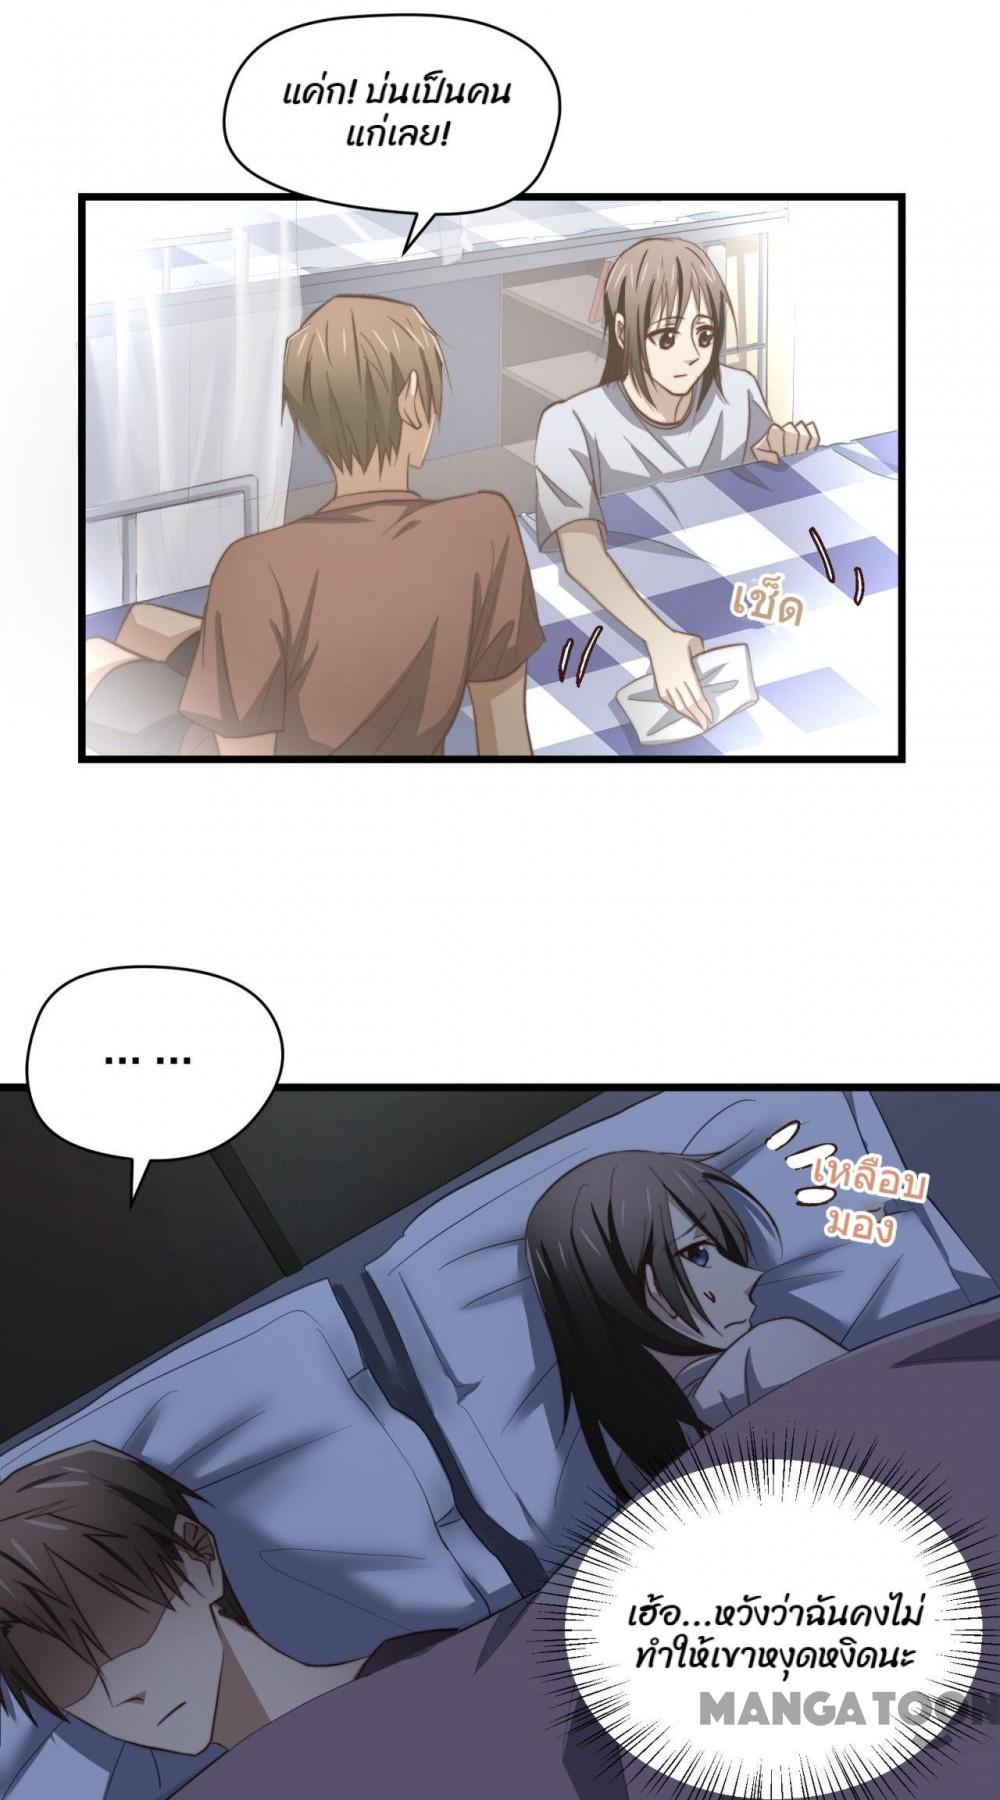 แค่ก! บ่นเป็นคน
แก่เลย!
เช็ด
... ...
เหลือบ
มอง
เฮ้อ...หวังว่าฉันคงไม่
ทำให้เขาหงุดหงิดนะ
MANGATOON